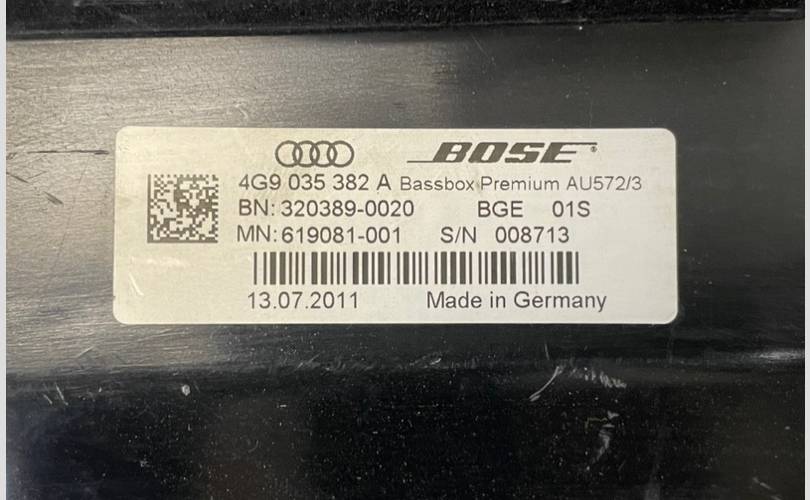 BOSE®
4G9 035 382 A Bassbox Premium AU572/3
BN: 320389-0020 BGE 01S
MN: 619081-001 S/N 008713
13.07.2011 Made in Germany